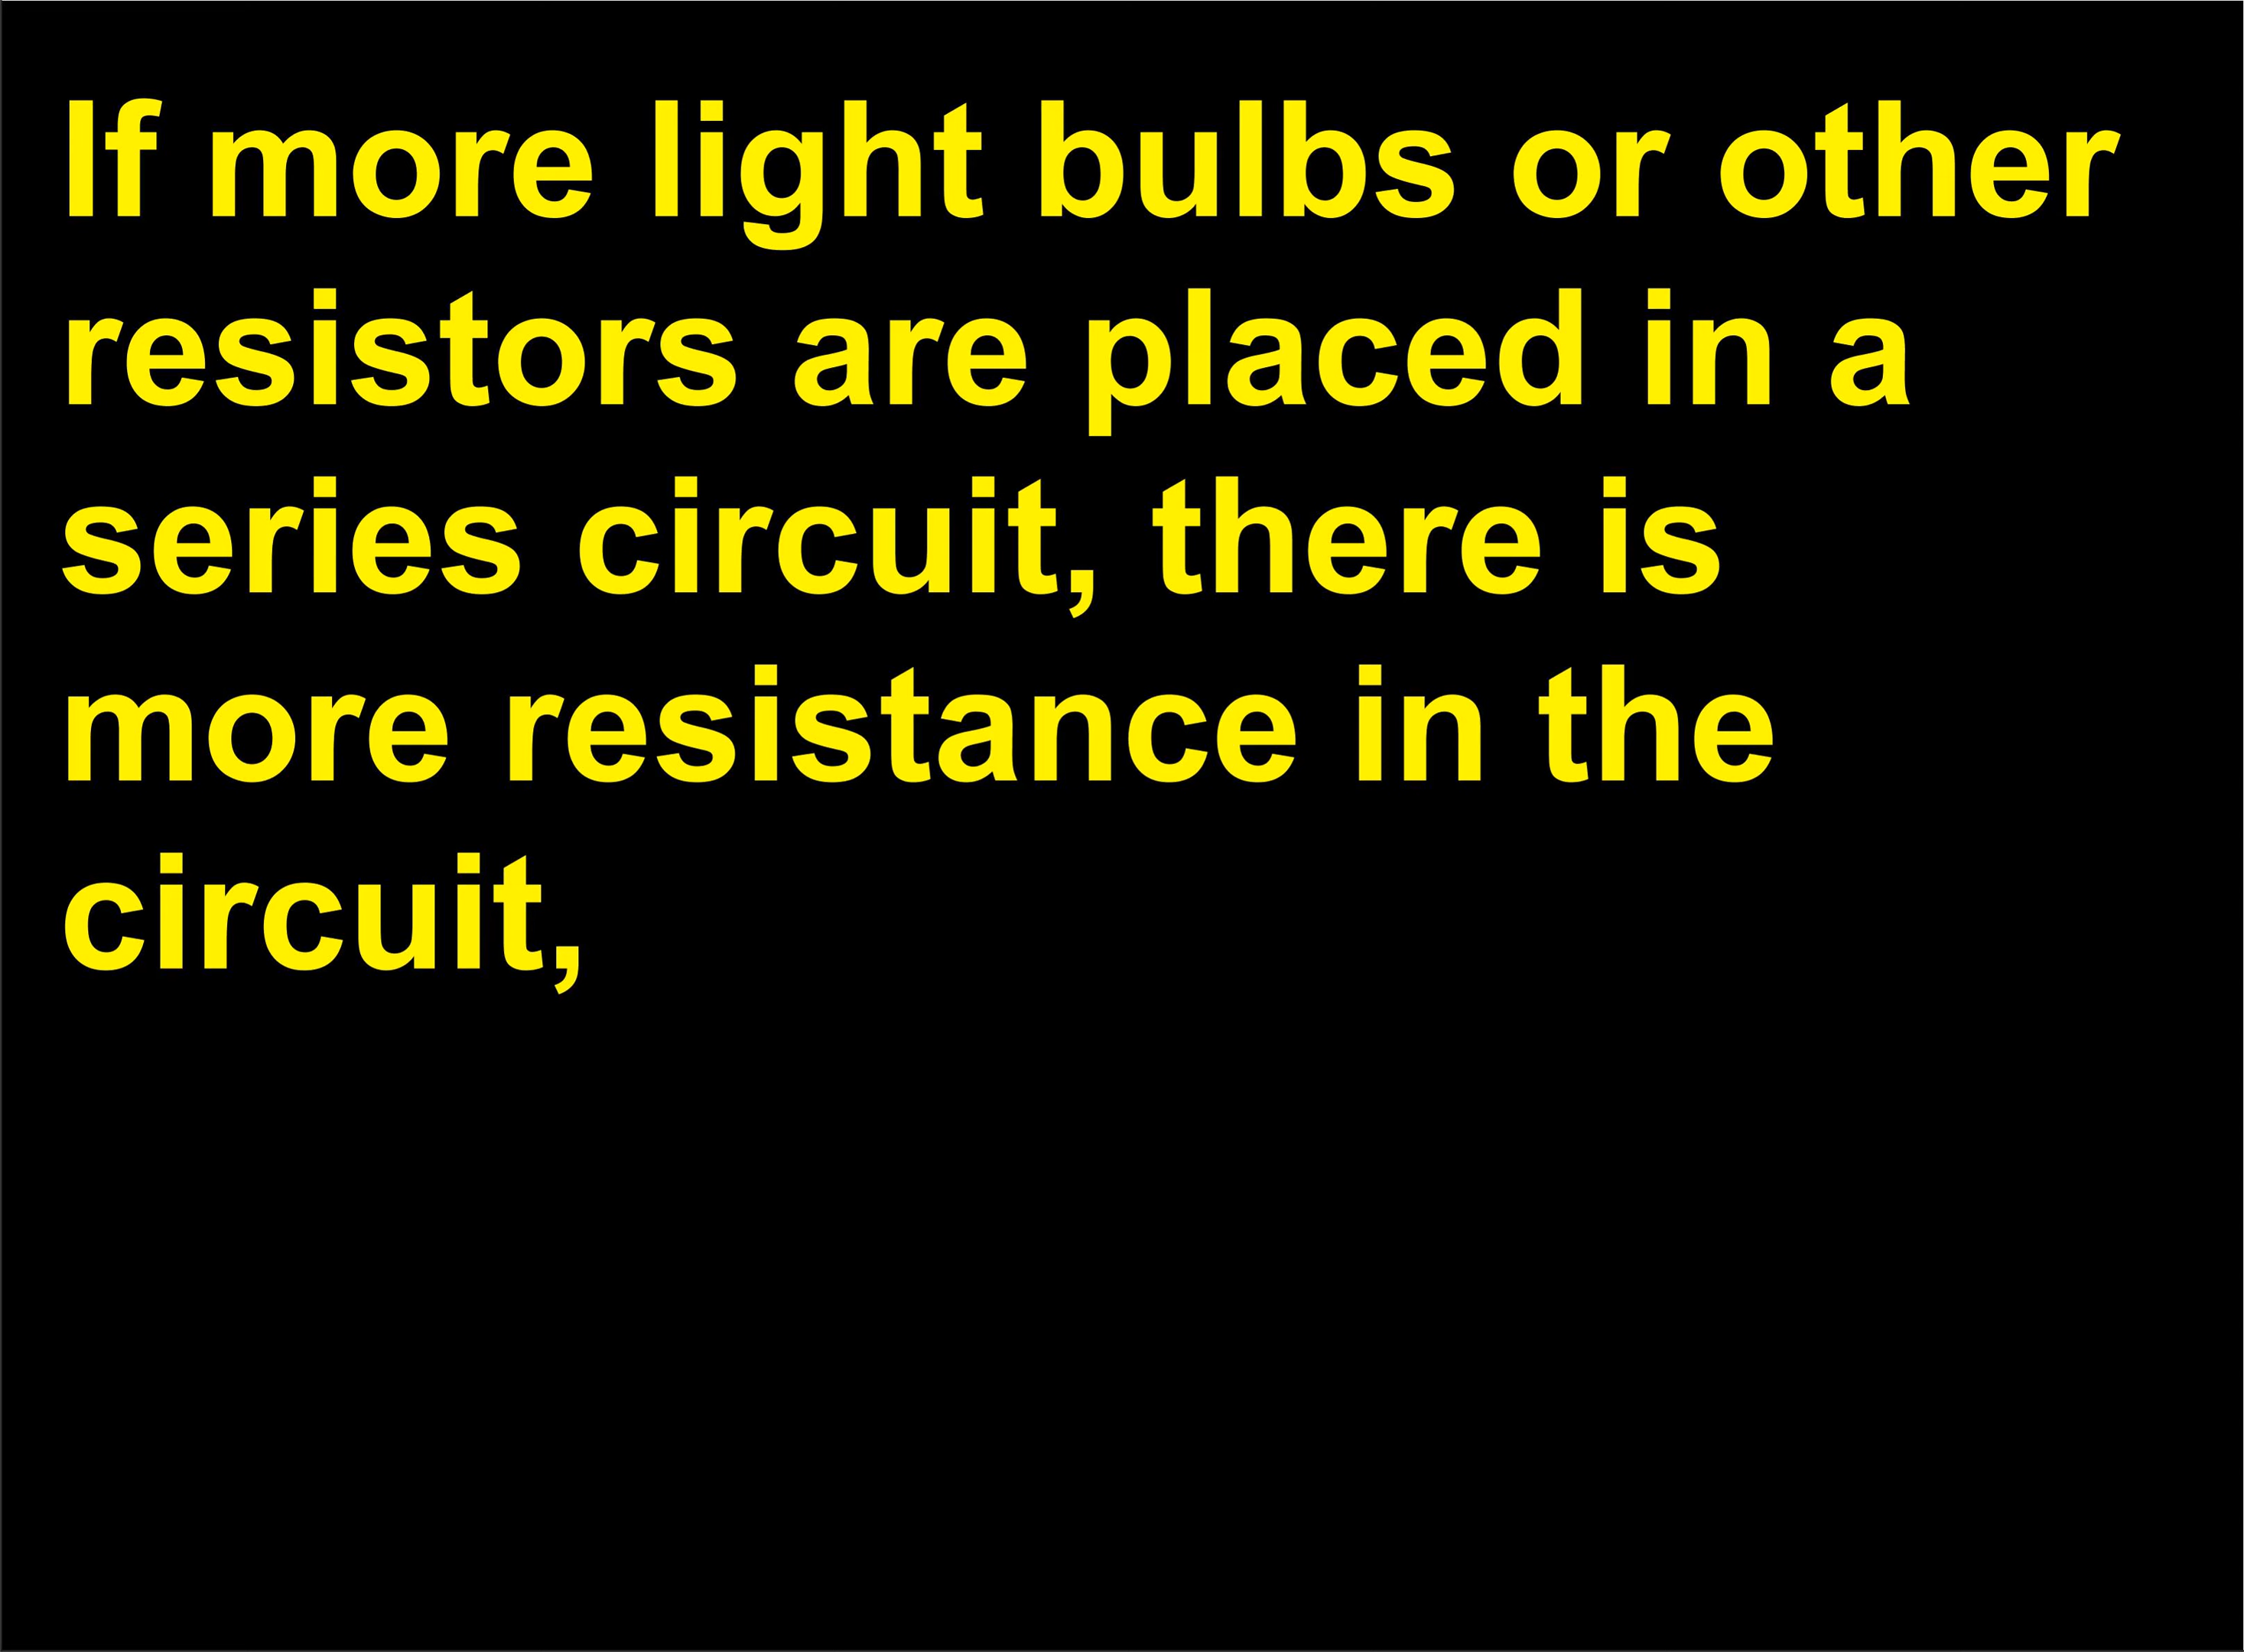 If more light bulbs or other
resistors are placed in a
series circuit, there is
more resistance in the
circuit,